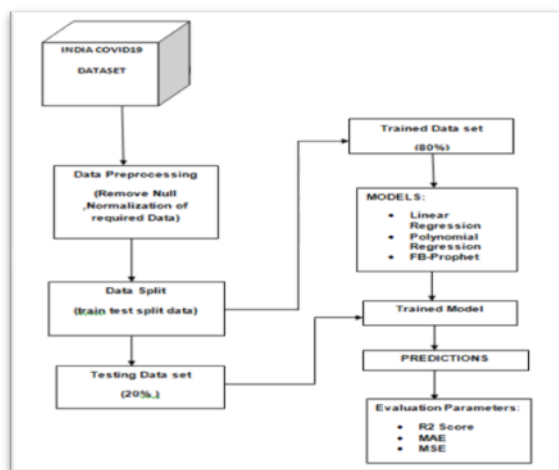 INDIA COVID19
DATASET
Data Preprocessing
(Remove Null
,Normalization of
required Data)
Data Split
(train test split data)
Testing Data set
(20%.)
Trained Data set
(80%)
MODELS:
• Linear
Regression
• Polynomial
Regression
• FB-Prophet
Trained Model
PREDICTIONS
Evaluation Parameters:
• R2 Score
• MAE
• MSE